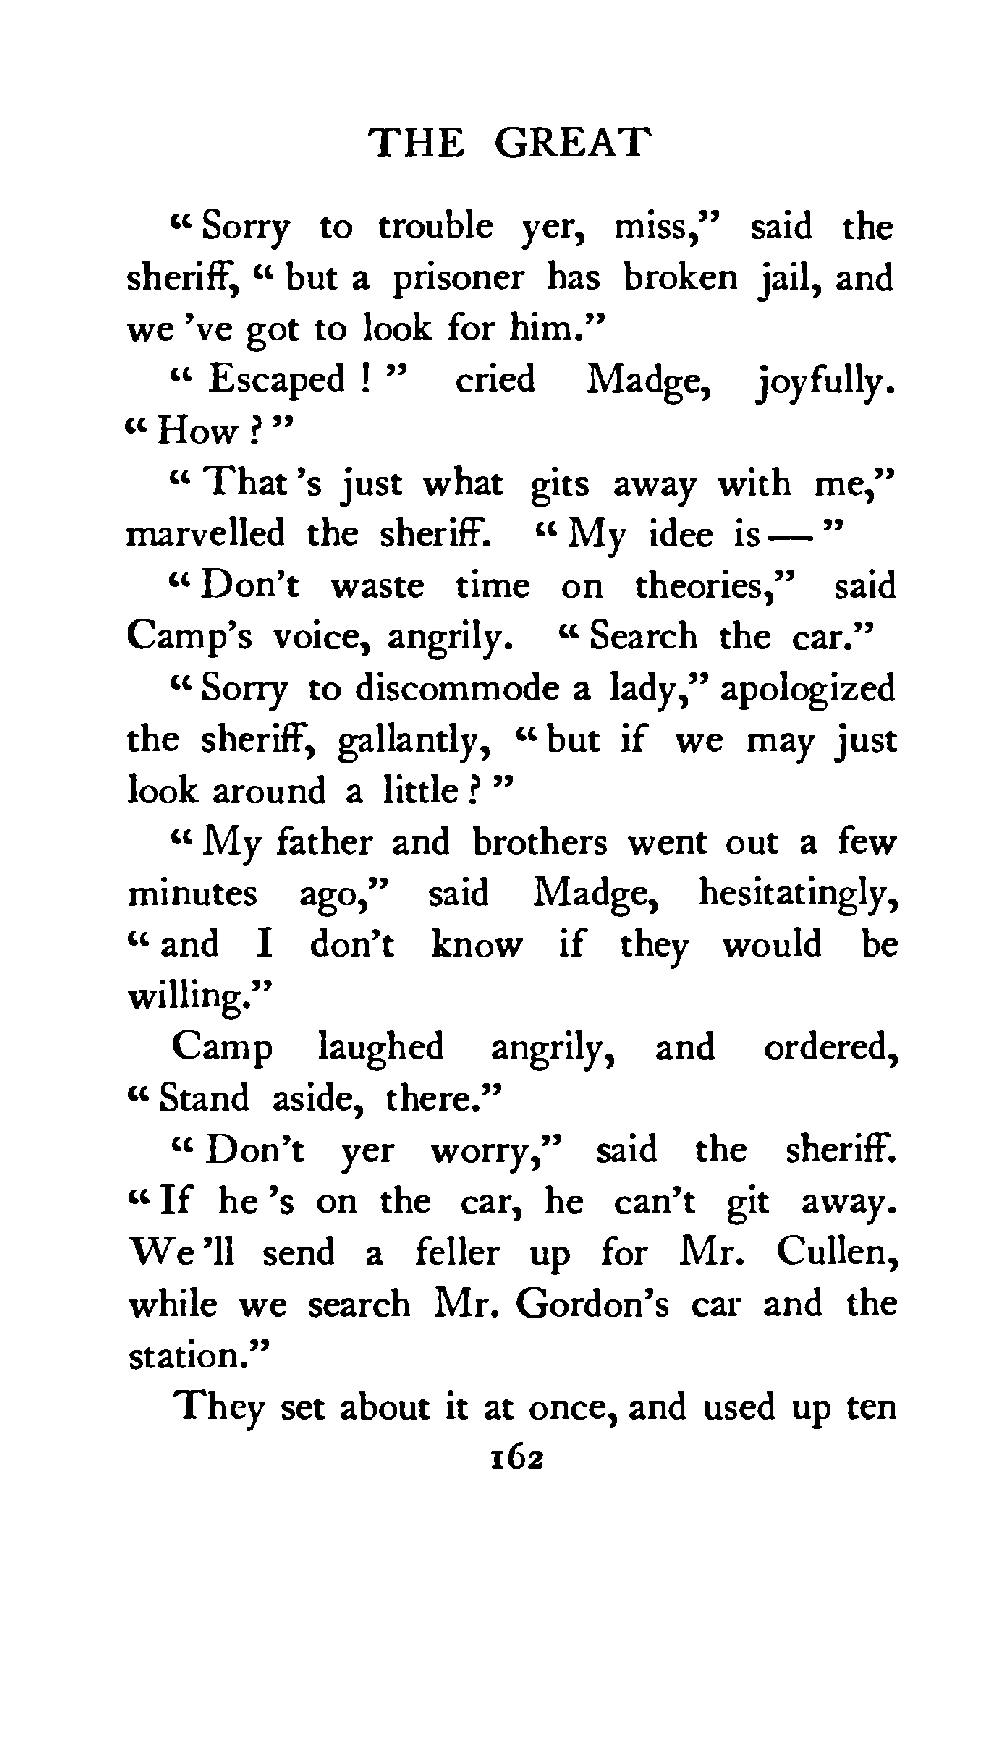 THE GREAT
“ Sorry to trouble yer, miss,” said the
sheriff, “ but a prisoner has broken jail, and
we ’ve got to look for him.”
“ Escaped ! ” cried Madge, joyfully.
“ How ? ”
“ That ’s just what gits away with me,”
marvelled the sheriff. “ My idee is — ”
“ Don’t waste time on theories,” said
Camp’s voice, angrily. “ Search the car.”
“ Sorry to discommode a lady,” apologized
the sheriff, gallantly, “ but if we may just
look around a little ? ”
“ My father and brothers went out a few
minutes ago,” said Madge, hesitatingly,
“ and I don’t know if they would be
willing.”
Camp laughed angrily, and ordered,
“ Stand aside, there.”
“ Don’t yer worry,” said the sheriff.
“ If he ’s on the car, he can’t git away.
We ’ll send a feller up for Mr. Cullen,
while we search Mr. Gordon’s car and the
station.”
They set about it at once, and used up ten
162